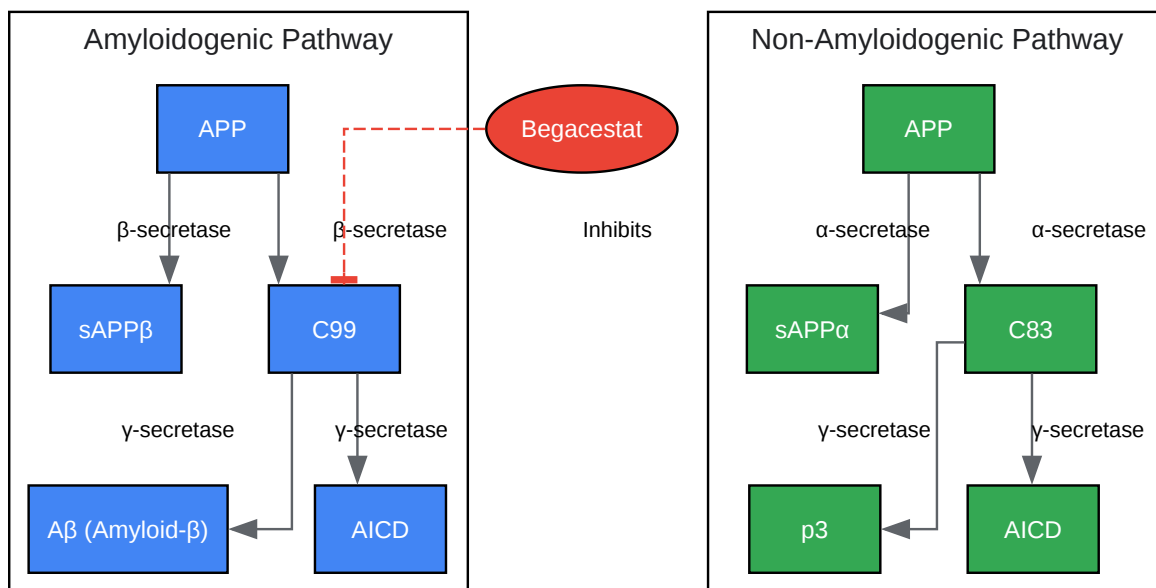 Amyloidogenic Pathway
APP
β-secretase
β-secretase
sAPPβ
C99
γ-secretase
γ-secretase
Aβ (Amyloid-β)
AICD
Begacestat
Inhibits
Non-Amyloidogenic Pathway
APP
α-secretase
α-secretase
sAPPα
C83
γ-secretase
γ-secretase
p3
AICD